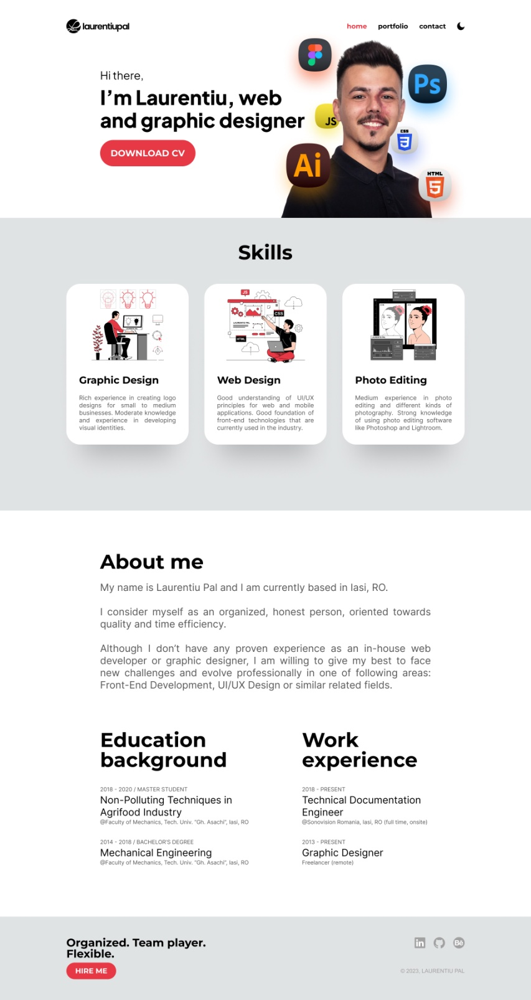 laurentiupal
home portfolio contact
Hi there,
I’m Laurentiu, web
and graphic designer
DOWNLOAD CV
Ps
JS
CSS
3
Ai
HTML
5
Skills
JS
CSS
LAURENTIU PAL
HTML
LAURENTIU PAL
LAURENTIU PAL
Graphic Design
Rich experience in creating logo
designs for small to medium
businesses. Moderate knowledge
and experience in developing
visual identities.
Web Design
Good understanding of UI/UX
principles for web and mobile
applications. Good foundation of
front-end technologies that are
currently used in the industry.
Photo Editing
Medium experience in photo
editing and different kinds of
photography. Strong knowledge
of using photo editing software
like Photoshop and Lightroom.
About me
My name is Laurentiu Pal and I am currently based in Iasi, RO.
I consider myself as an organized, honest person, oriented towards
quality and time efficiency.
Although I don’t have any proven experience as an in-house web
developer or graphic designer, I am willing to give my best to face
new challenges and evolve professionally in one of following areas:
Front-End Development, UI/UX Design or similar related fields.
Education
background
2018 - 2020 / MASTER STUDENT
Non-Polluting Techniques in
Agrifood Industry
@Faculty of Mechanics, Tech. Univ. “Gh. Asachi”, Iasi, RO
2014 - 2018 / BACHELOR’S DEGREE
Mechanical Engineering
@Faculty of Mechanics, Tech. Univ. “Gh. Asachi”, Iasi, RO
Work
experience
2018 - PRESENT
Technical Documentation
Engineer
@Sonovision Romania, Iasi, RO (full time, onsite)
2013 - PRESENT
Graphic Designer
Freelancer (remote)
Organized. Team player.
Flexible.
HIRE ME
in
Bē
© 2023, LAURENTIU PAL